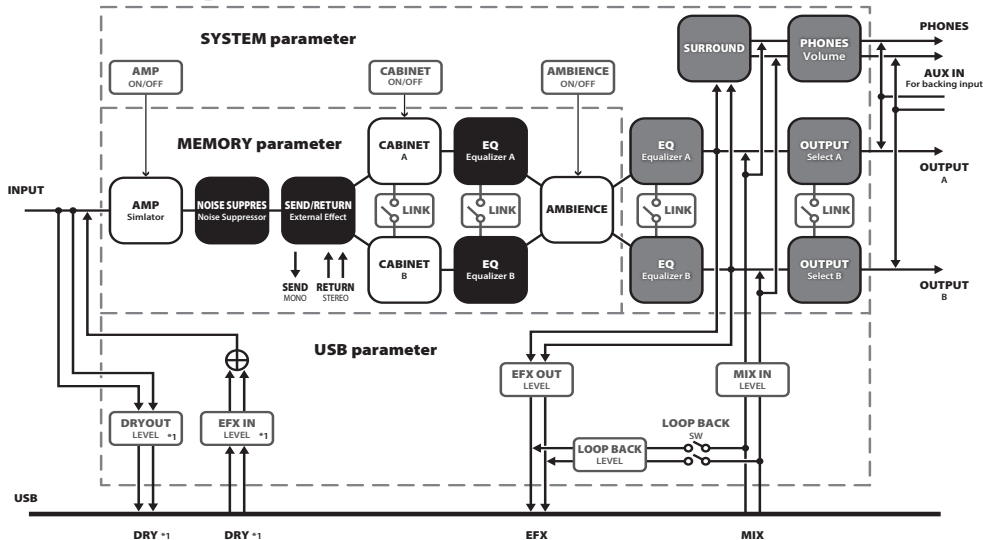 SYSTEM parameter
AMP
ON/OFF
CABINET
ON/OFF
AMBIENCE
ON/OFF
SURROUND
PHONES
Volume
PHONES
AUX IN
For backing input
MEMORY parameter
INPUT
AMP
Simlator
NOISE SUPPRES
Noise Suppressor
SEND/RETURN
External Effect
SEND
MONO
RETURN
STEREO
CABINET
A
LINK
CABINET
B
EQ
Equalizer A
LINK
EQ
Equalizer B
AMBIENCE
EQ
Equalizer A
LINK
EQ
Equalizer B
OUTPUT
Select A
LINK
OUTPUT
Select B
OUTPUT
A
OUTPUT
B
USB parameter
DRYOUT
LEVEL *1
EFX IN
LEVEL *1
EFX OUT
LEVEL
MIX IN
LEVEL
LOOP BACK
SW
LOOP BACK
LEVEL
USB
DRY *1
DRY *1
EFX
MIX